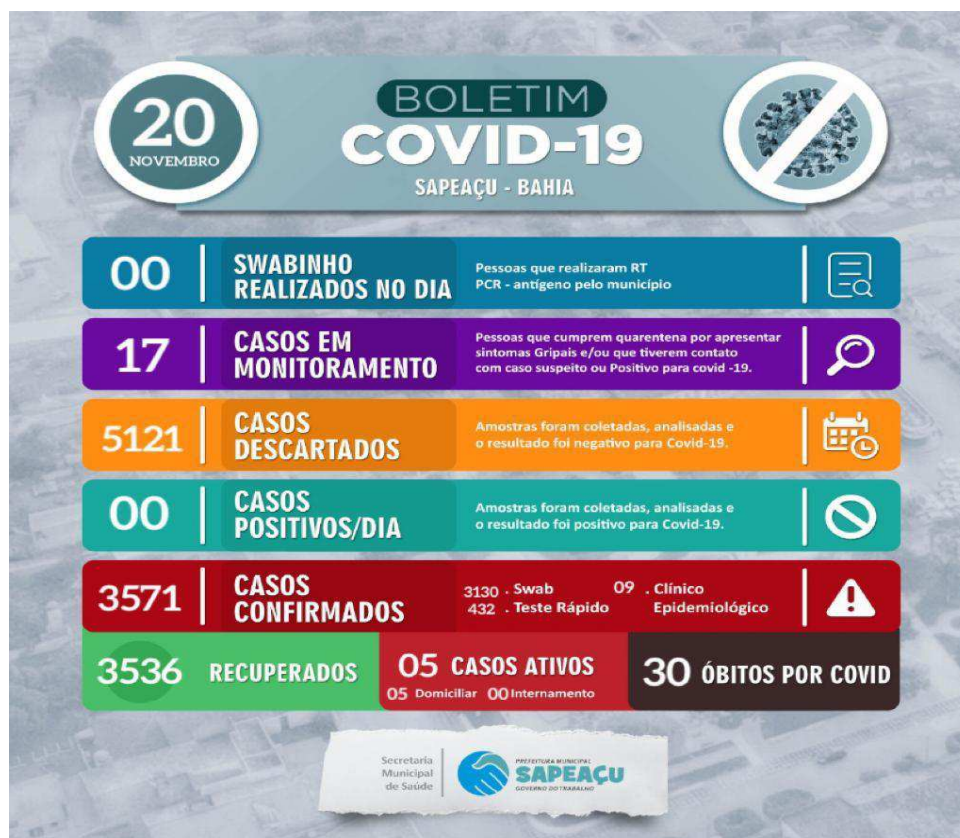 20
NOVEMBRO
BOLETIM
COVID-19
SAPEAÇU - BAHIA
00
SWABINHO
REALIZADOS NO DIA
Pessoas que realizaram RT
PCR - antígeno pelo município
17
CASOS EM
MONITORAMENTO
Pessoas que cumprem quarentena por apresentar
sintomas Gripais e/ou que tiverem contato
com caso suspeito ou Positivo para covid -19.
5121
CASOS
DESCARTADOS
Amostras foram coletadas, analisadas e
o resultado foi negativo para Covid-19.
00
CASOS
POSITIVOS/DIA
Amostras foram coletadas, analisadas e
o resultado foi positivo para Covid-19.
3571
CASOS
CONFIRMADOS
3130 . Swab
432 . Teste Rápido
09 . Clínico
Epidemiológico
3536 RECUPERADOS
05 CASOS ATIVOS
05 Domiciliar 00 Internamento
30 ÓBITOS POR COVID
Secretaria
Municipal
de Saúde
PREFEITURA MUNICIPAL
SAPEAÇU
GOVERNO DO TRABALHO